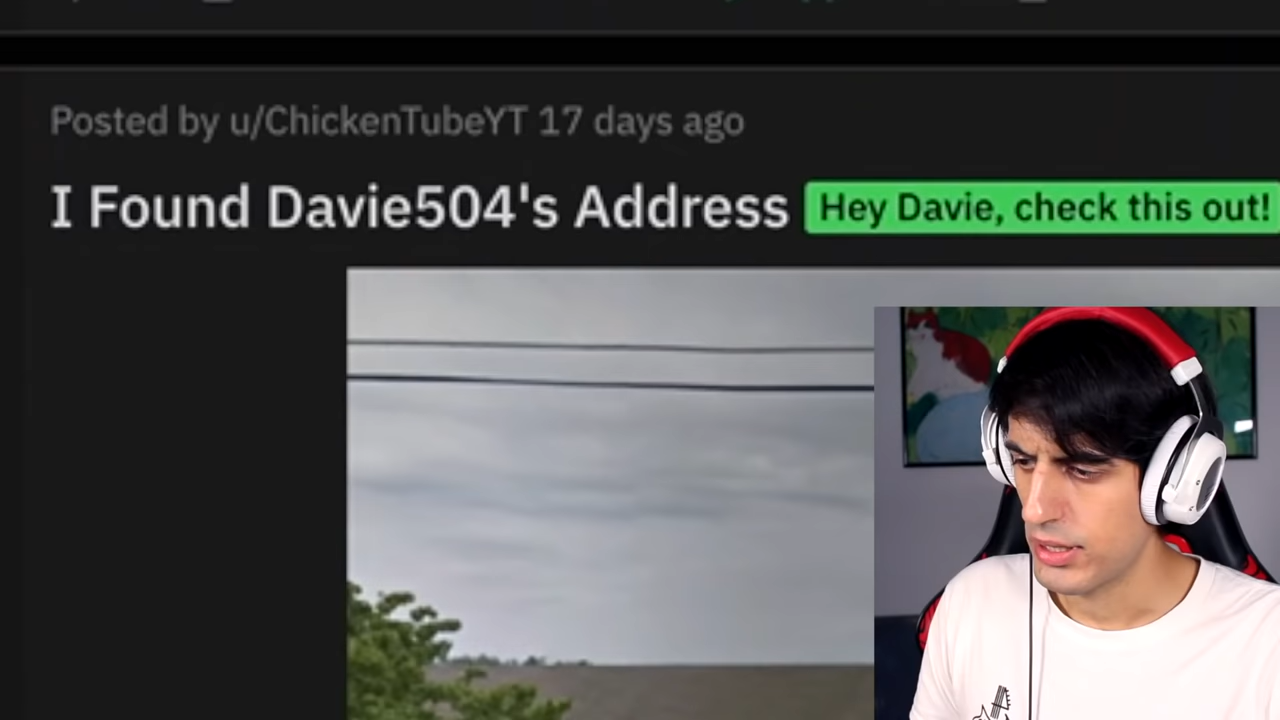 Posted by u/ChickenTubeYT 17 days ago
I Found Davie504's Address Hey Davie, check this out!